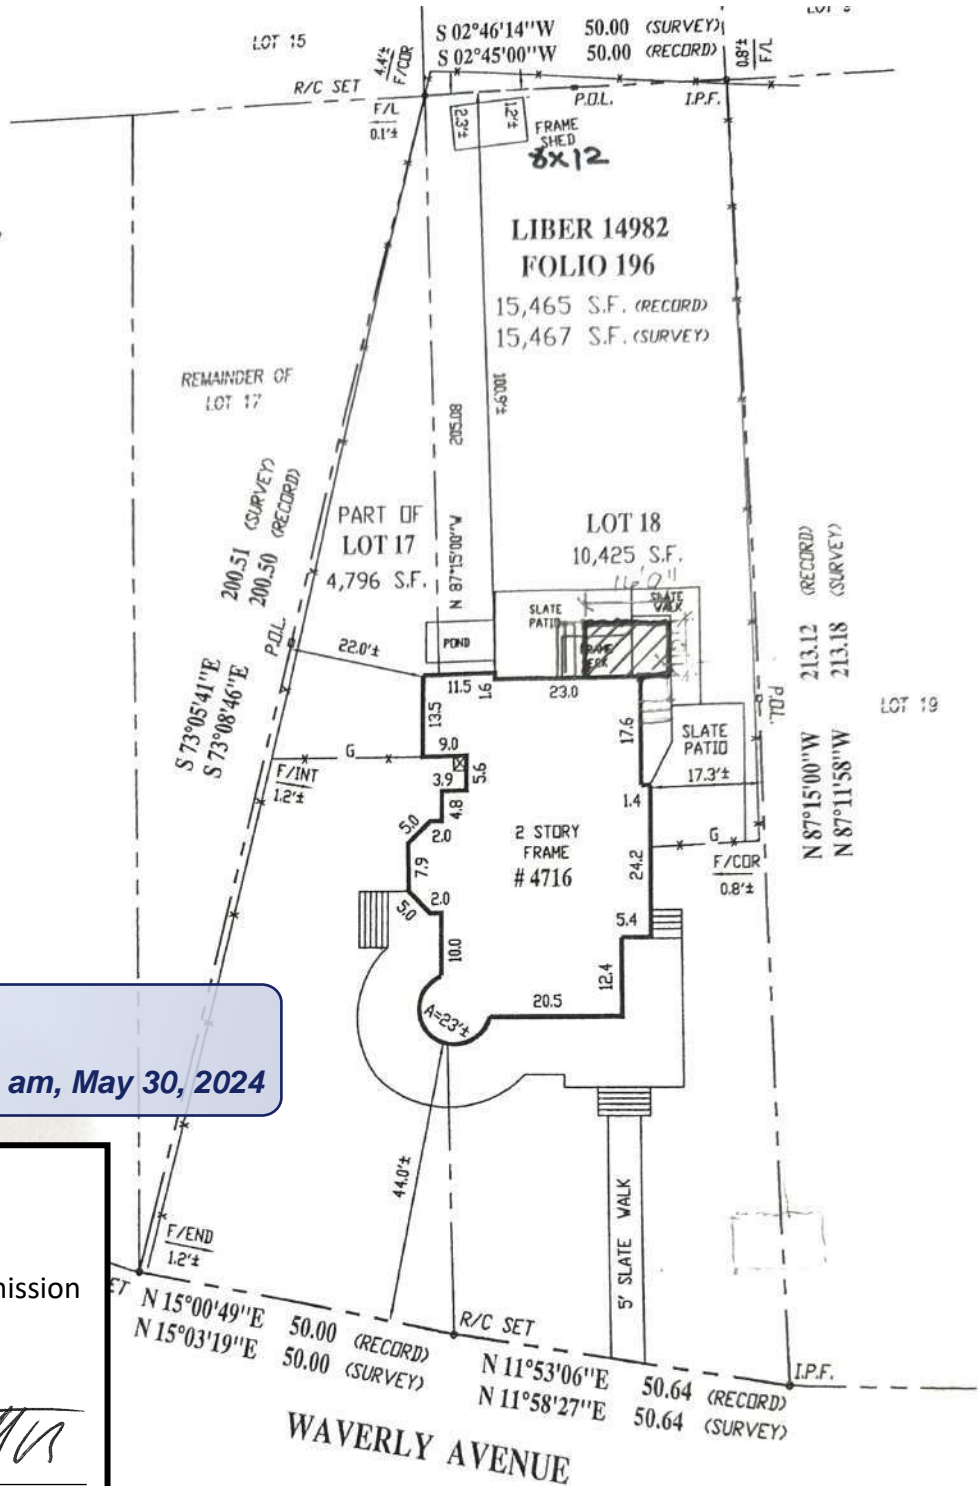 LOT 15
S 02°46'14"W 50.00 (SURVEY)
S 02°45'00"W 50.00 (RECORD)
4.4'±
F/COR
0.8'±
F/L
R/C SET
F/L
0.1'±
P.O.L.
I.P.F.
2.3'±
1.2'±
FRAME
SHED
8x12
LIBER 14982
FOLIO 196
15,465 S.F. (RECORD)
15,467 S.F. (SURVEY)
REMAINDER OF
LOT 17
100.9'±
205.08
N 87°15'00"W
200.51 (SURVEY)
200.50 (RECORD)
S 73°05'41"E
S 73°08'46"E
P.O.L.
PART OF
LOT 17
4,796 S.F.
LOT 18
10,425 S.F.
16'0"
SLATE
PATIO
SLATE
WALK
FRAME
DECK
POND
22.0'±
11.5
1.6
23.0
13.5
9.0
17.6
SLATE
PATIO
17.3'±
P.O.L.
213.12 (RECORD)
213.18 (SURVEY)
N 87°15'00"W
N 87°11'58"W
LOT 19
G
F/INT
1.2'±
3.9
5.6
4.8
1.4
5.0
2.0
2 STORY
FRAME
# 4716
7.9
24.2
G
F/COR
0.8'±
5.0
2.0
5.4
10.0
12.4
20.5
A=23'±
am, May 30, 2024
44.0'±
5' SLATE WALK
F/END
1.2'±
R/C SET
I.P.F.
N 15°00'49"E 50.00 (RECORD)
N 15°03'19"E 50.00 (SURVEY)
N 11°53'06"E 50.64 (RECORD)
N 11°58'27"E 50.64 (SURVEY)
WAVERLY AVENUE